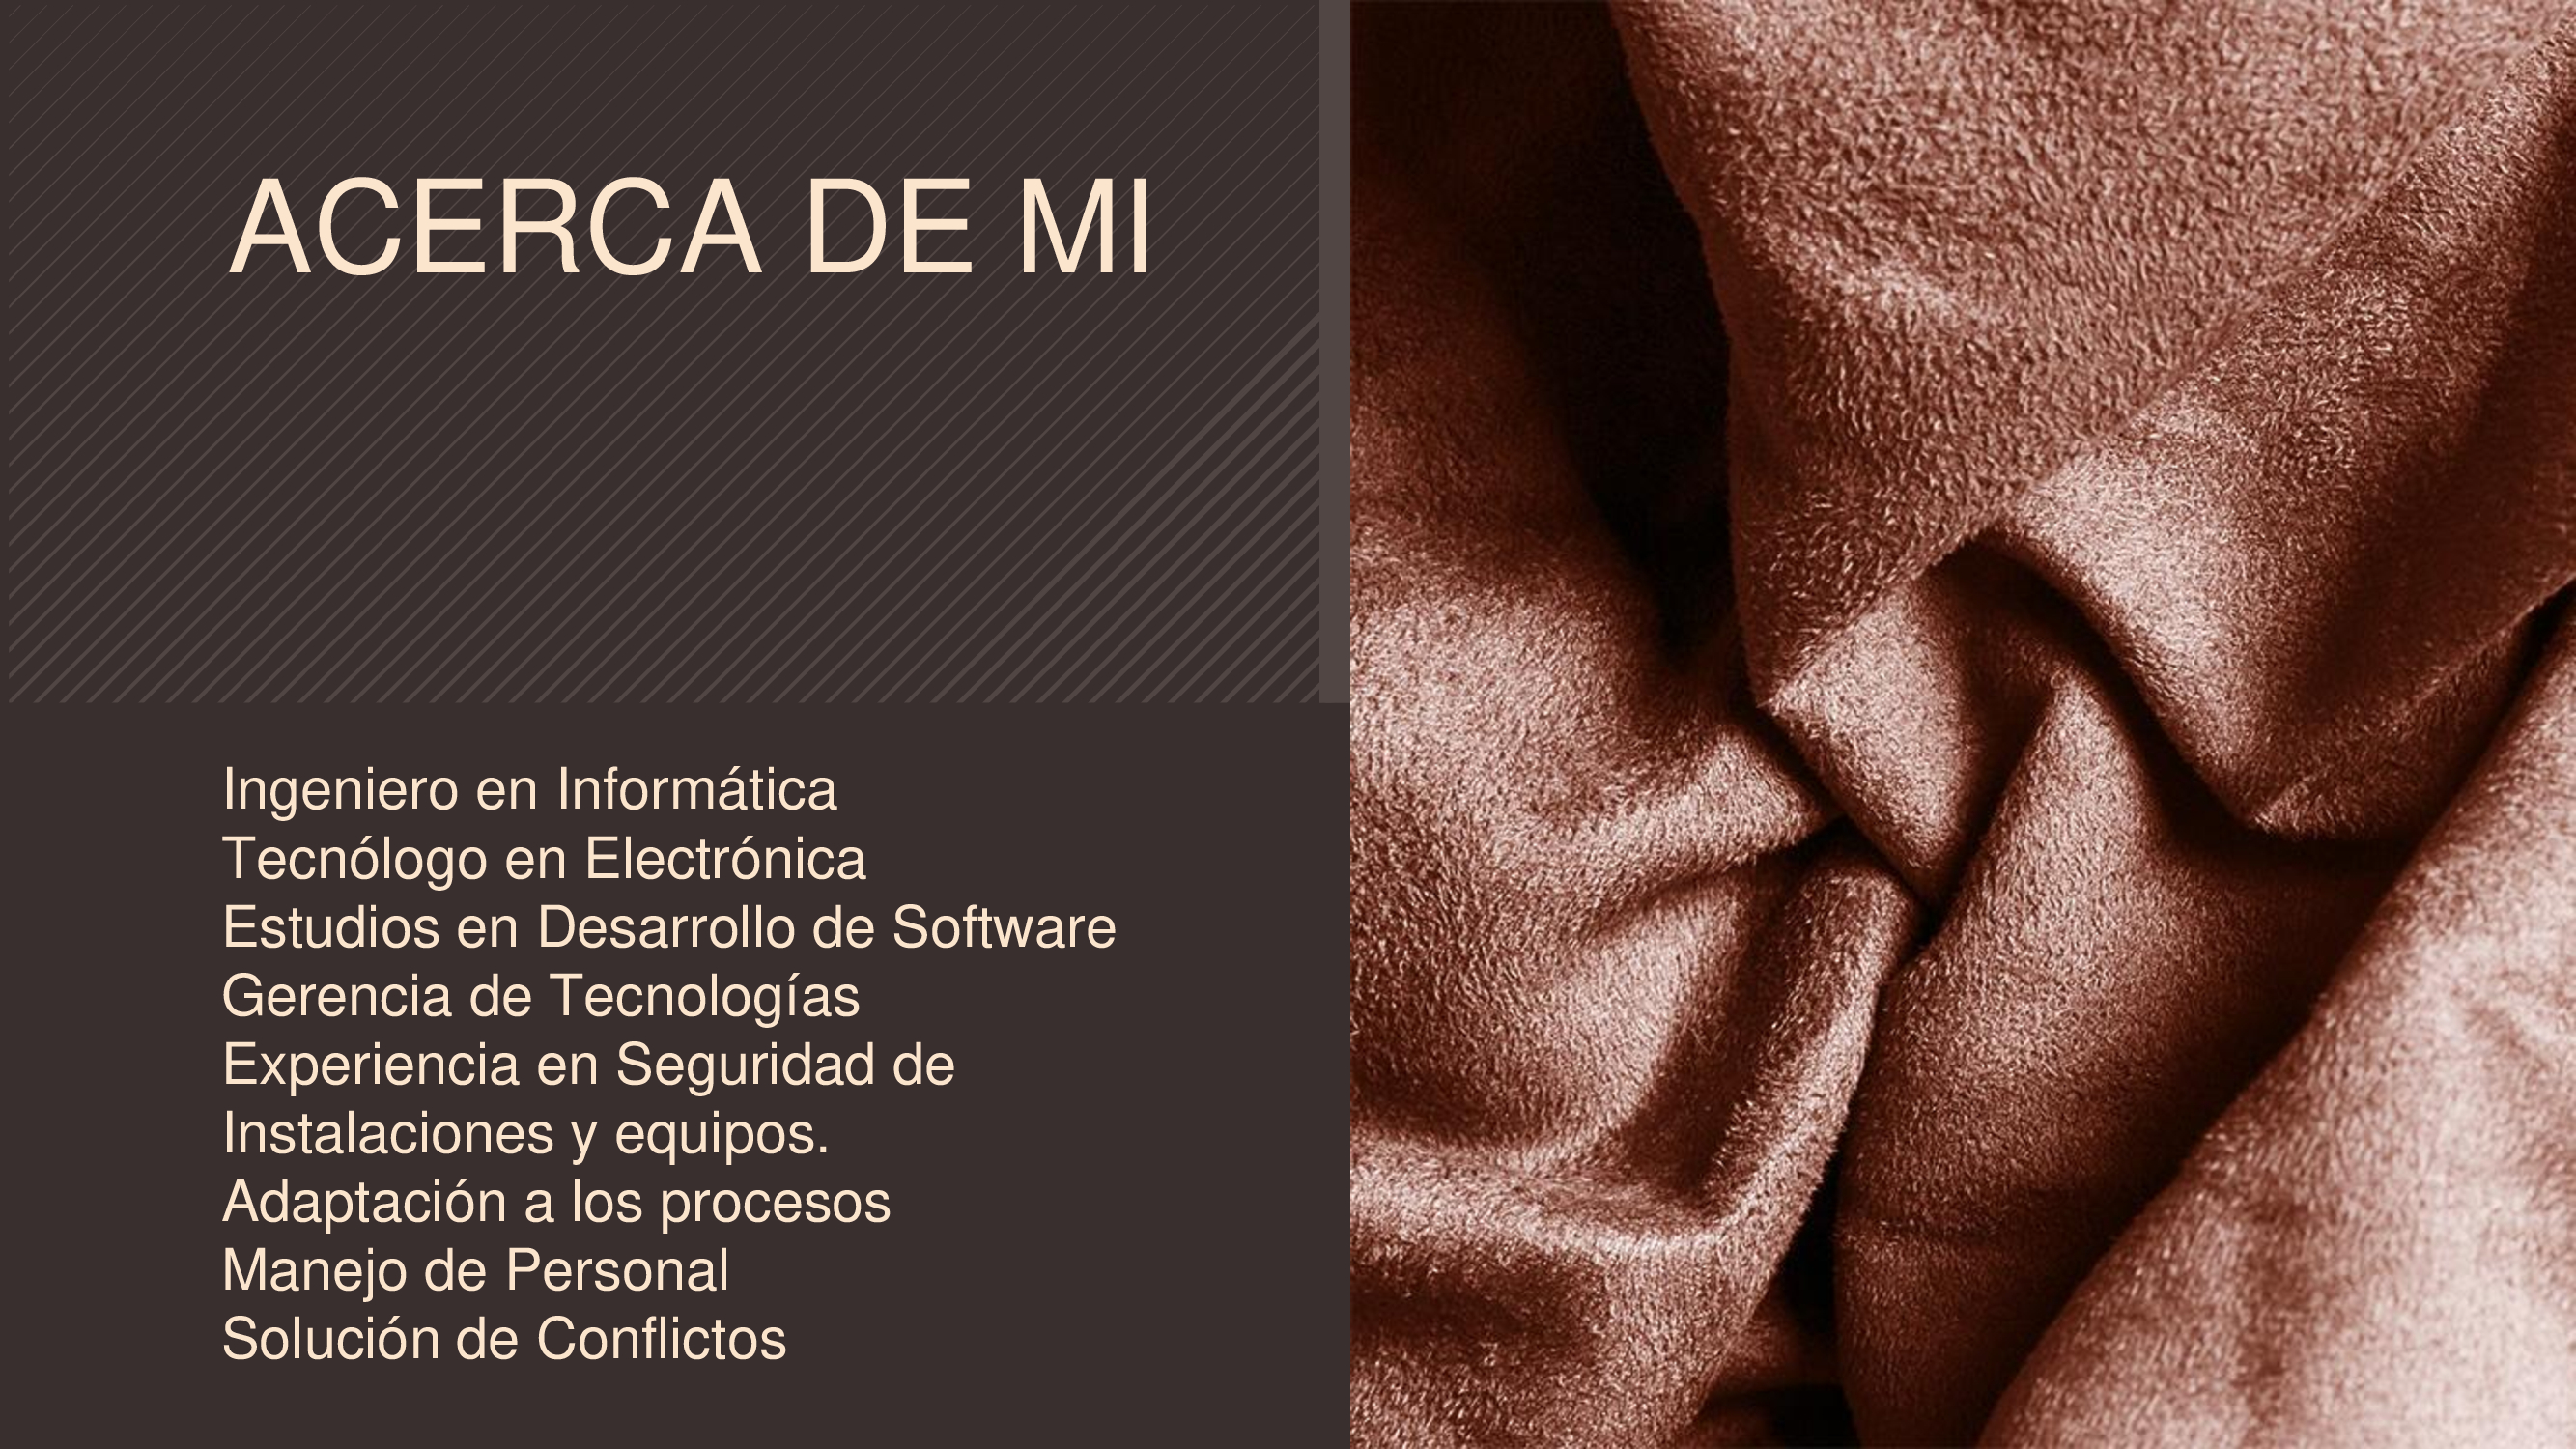 ACERCA DE MI
Ingeniero en Informática
Tecnólogo en Electrónica
Estudios en Desarrollo de Software
Gerencia de Tecnologías
Experiencia en Seguridad de
Instalaciones y equipos.
Adaptación a los procesos
Manejo de Personal
Solución de Conflictos